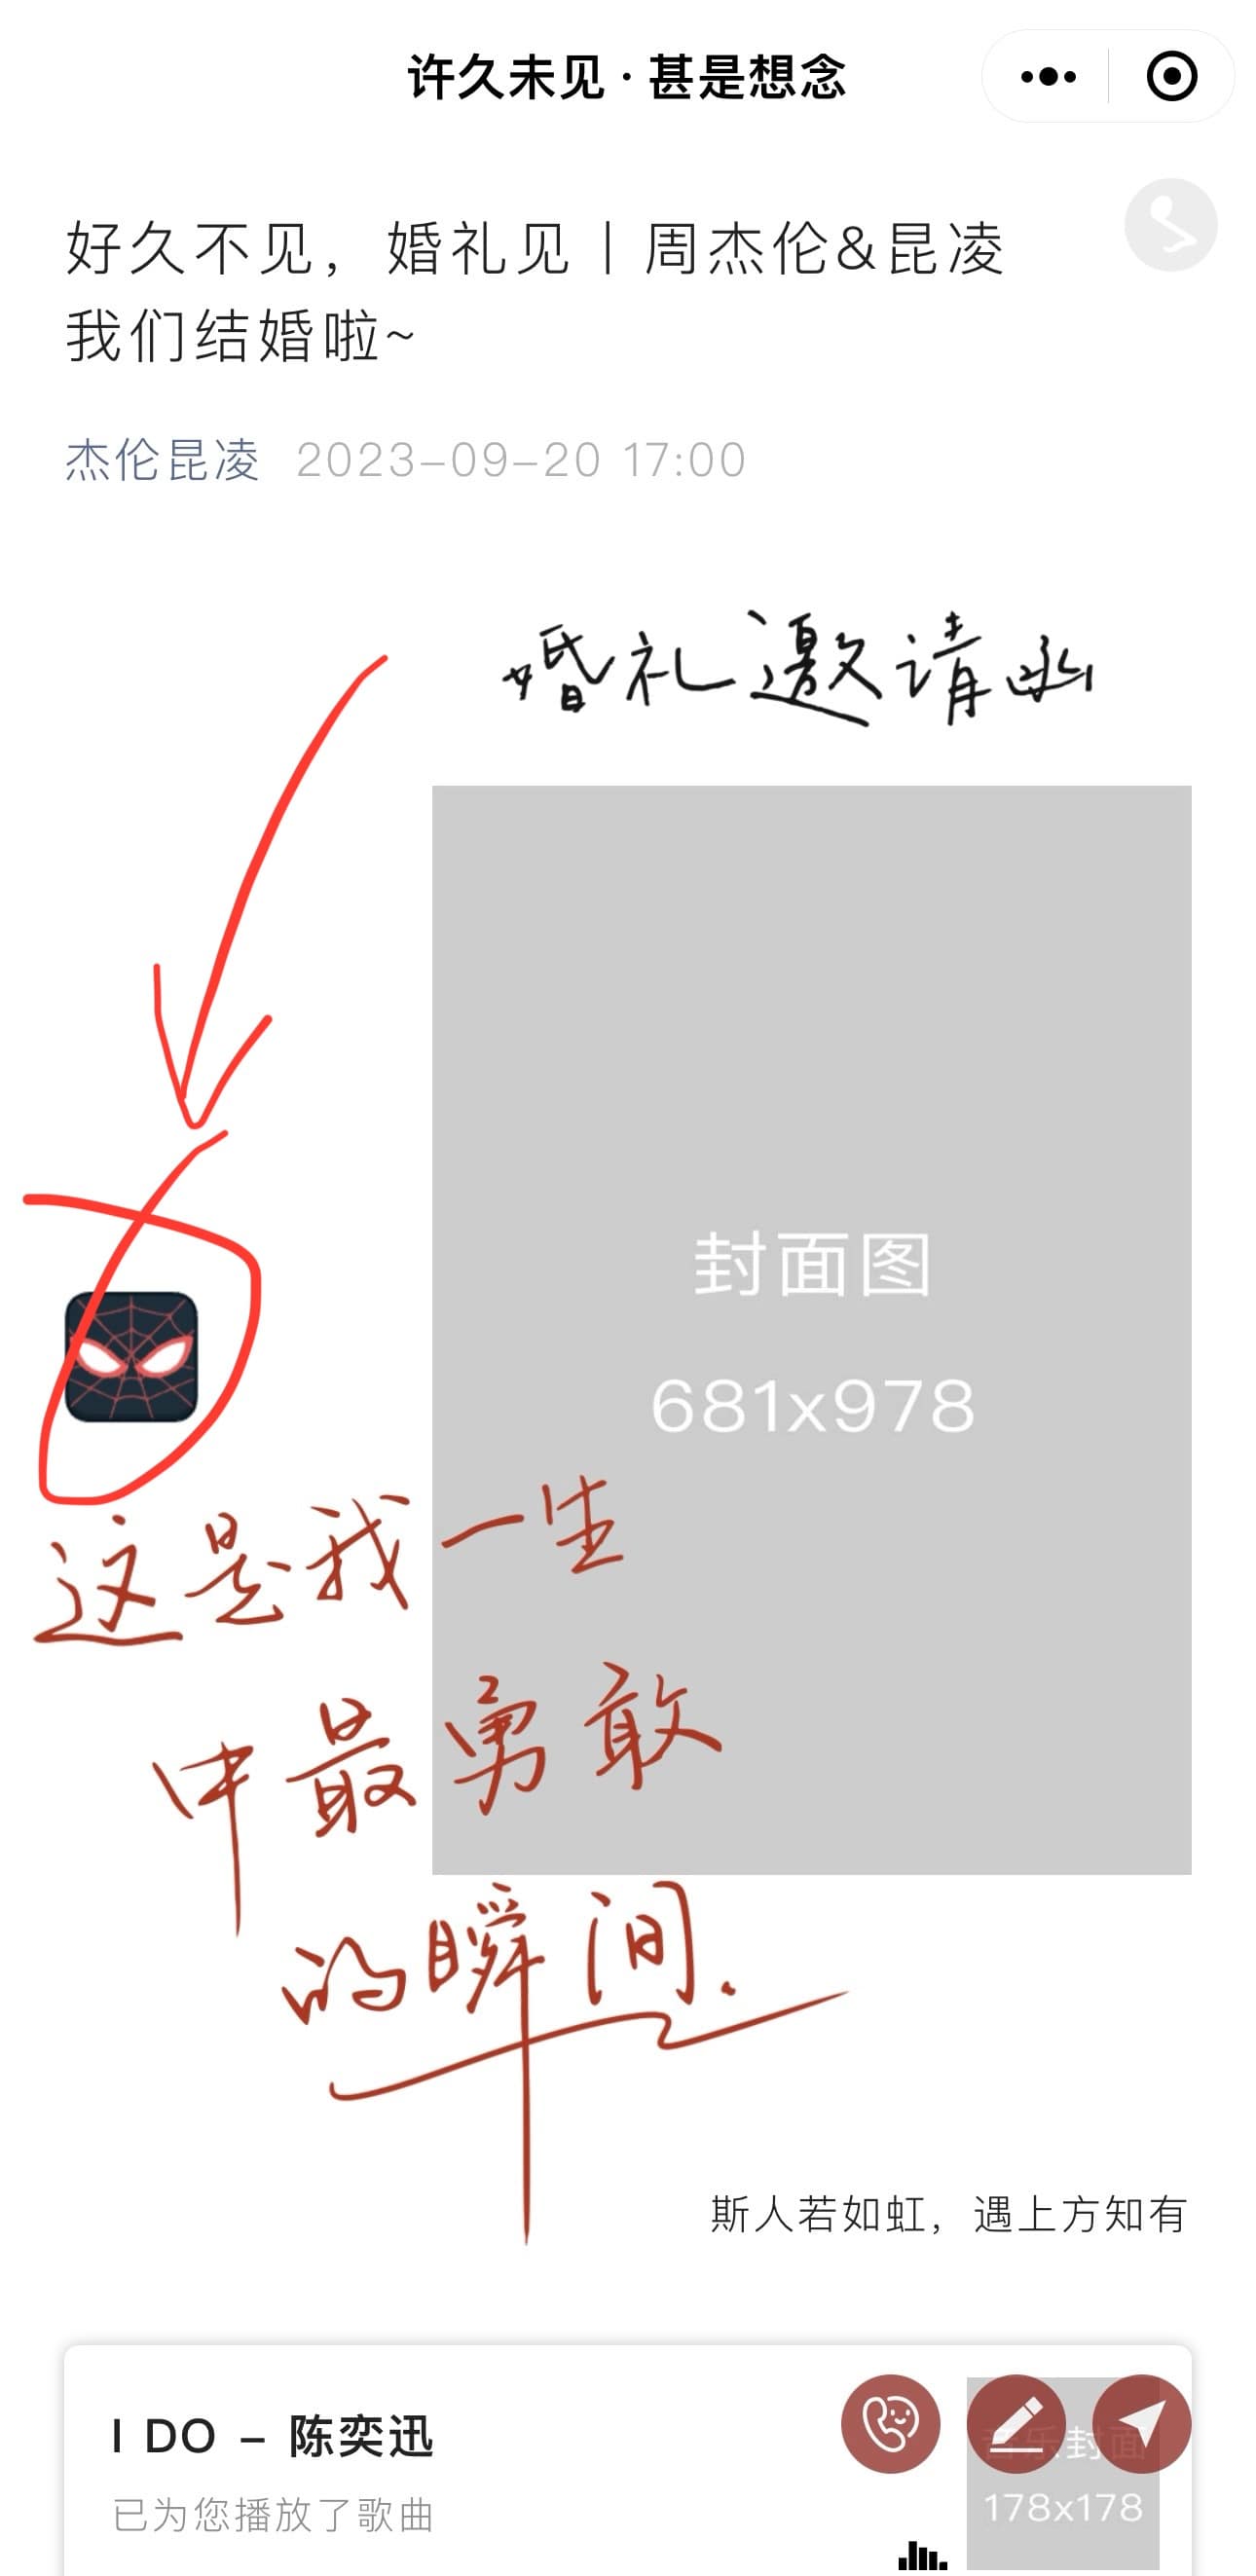 许久未见·甚是想念
好久不见，婚礼见丨周杰伦&昆凌
我们结婚啦~
杰伦昆凌 2023-09-20 17:00
婚礼邀请函
封面图
681x978
这是我一生
中最勇敢
的瞬间.
斯人若如虹，遇上方知有
I DO – 陈奕迅
已为您播放了歌曲
音乐封面
178x178